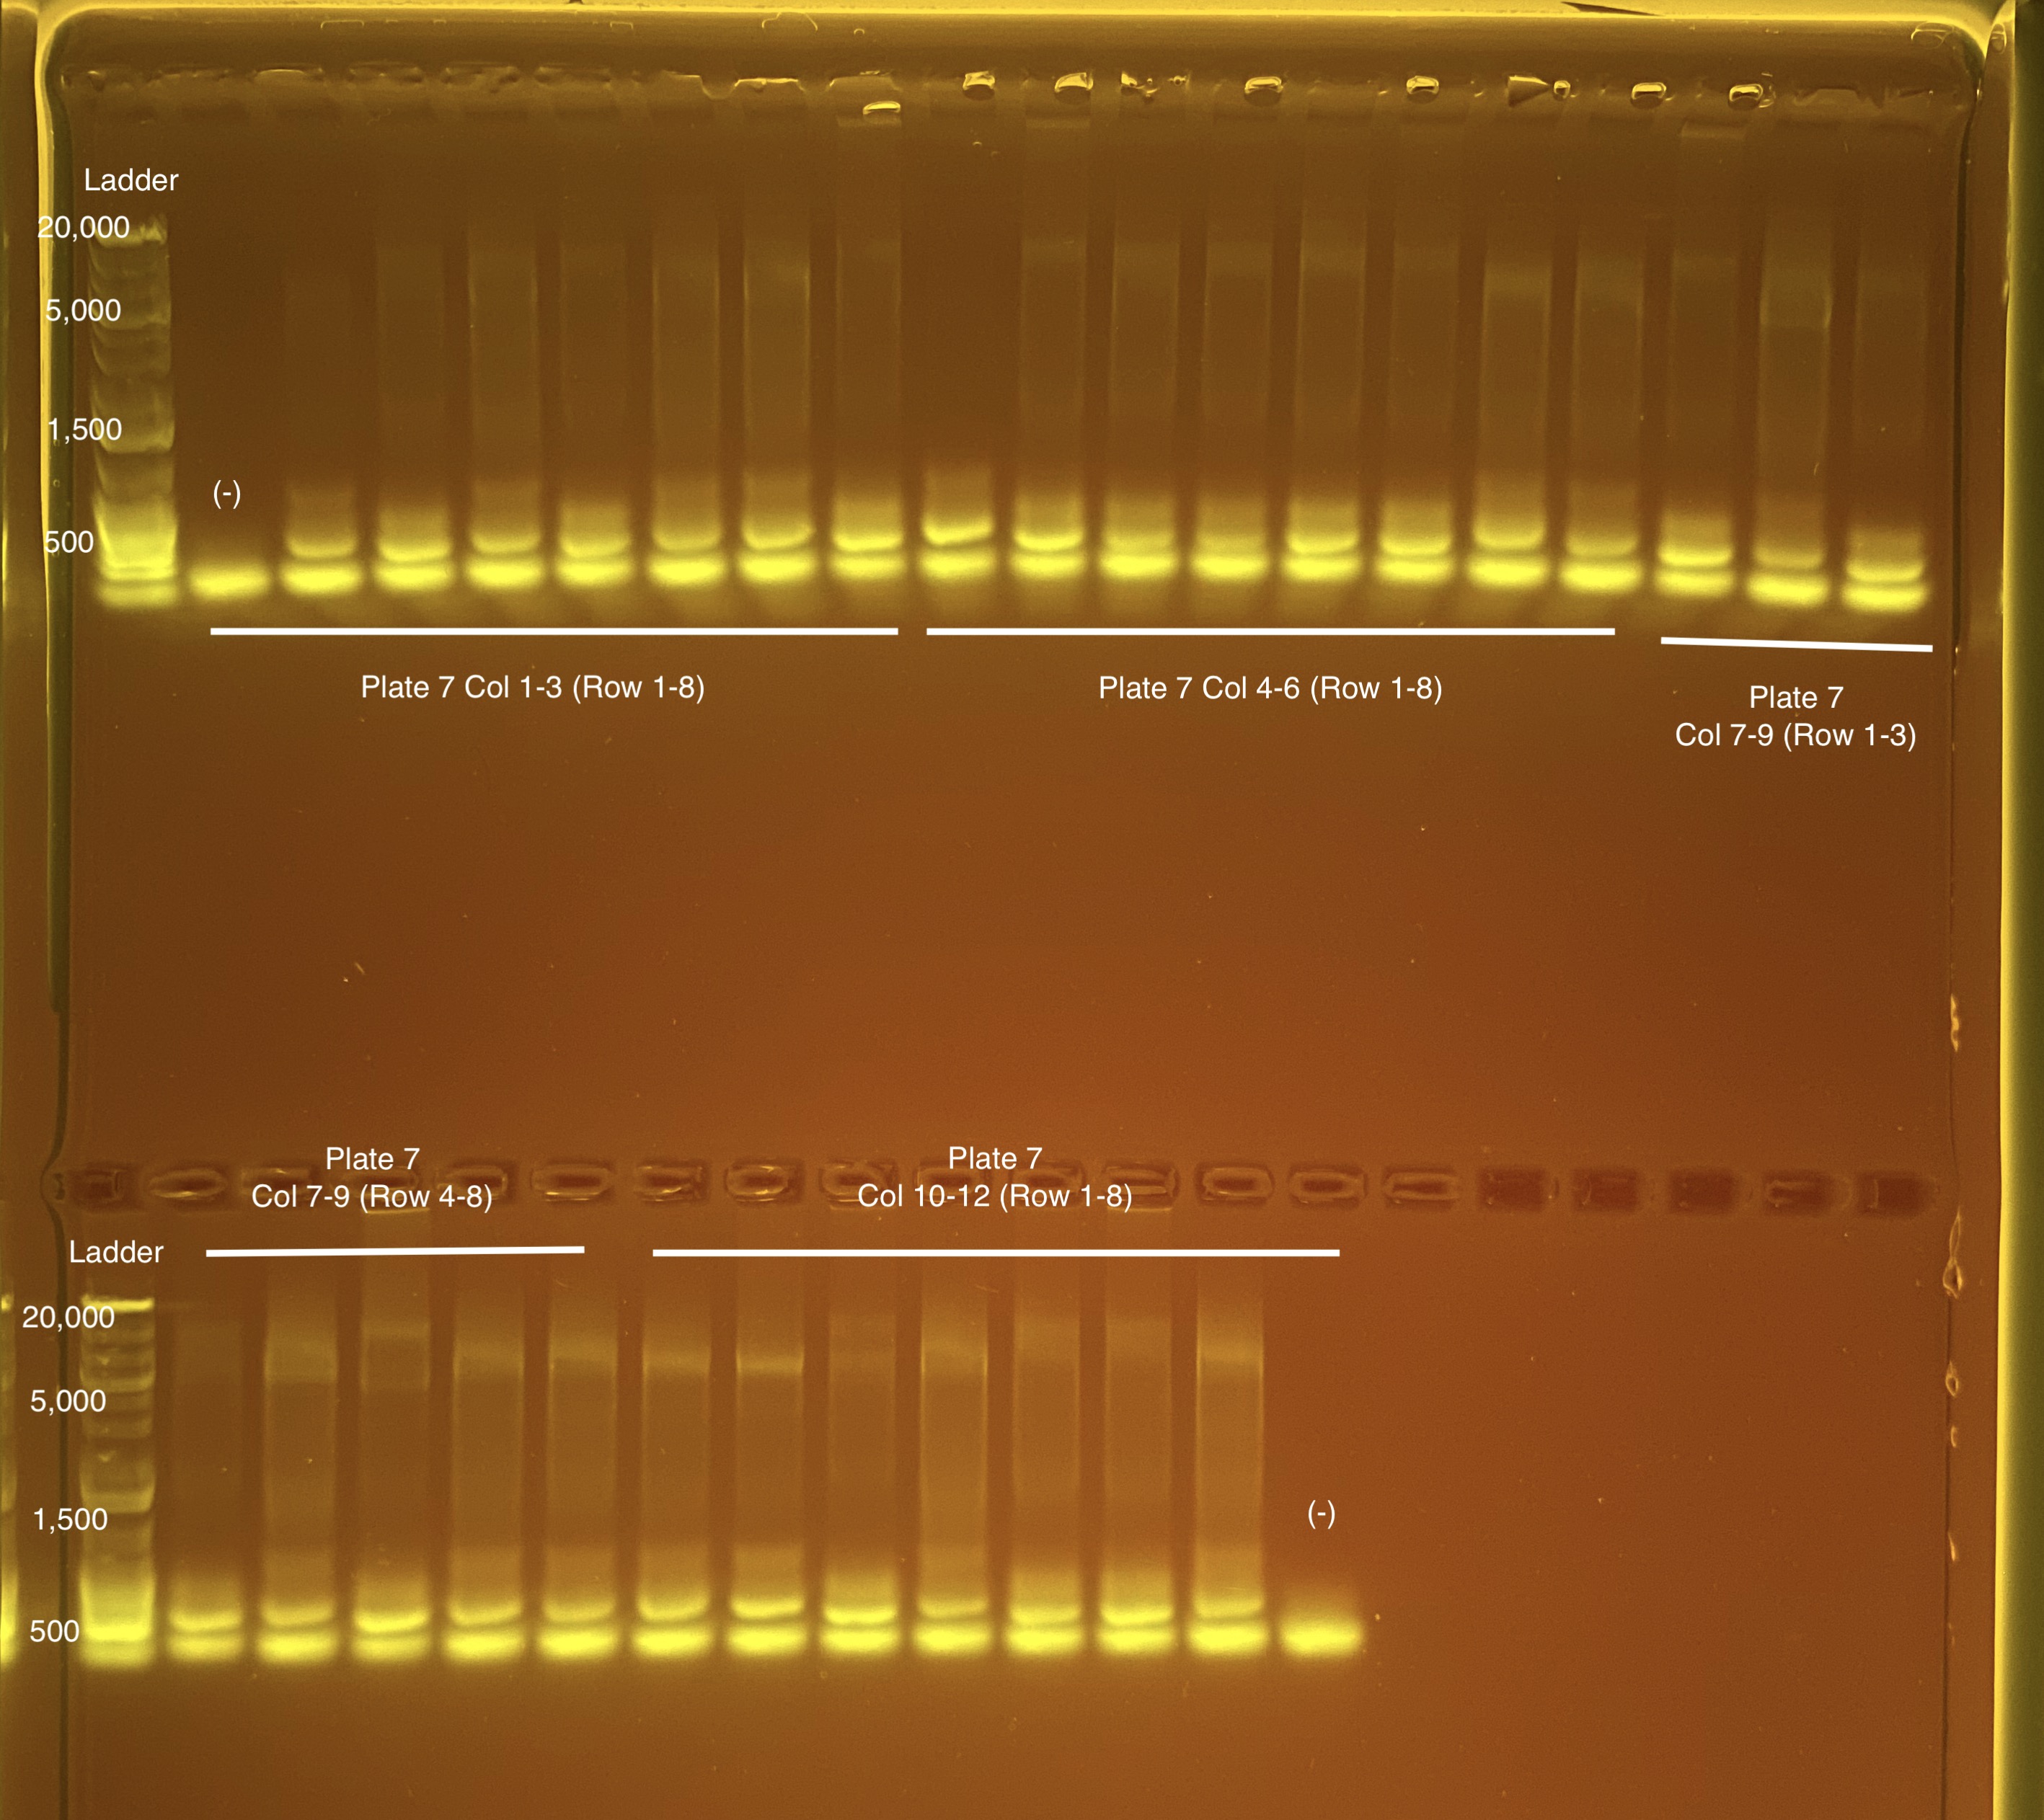 Ladder
20,000
5,000
1,500
(-)
500
Plate 7 Col 1-3 (Row 1-8)
Plate 7 Col 4-6 (Row 1-8)
Plate 7
Col 7-9 (Row 1-3)
Plate 7
Col 7-9 (Row 4-8)
Plate 7
Col 10-12 (Row 1-8)
Ladder
20,000
5,000
1,500
(-)
500